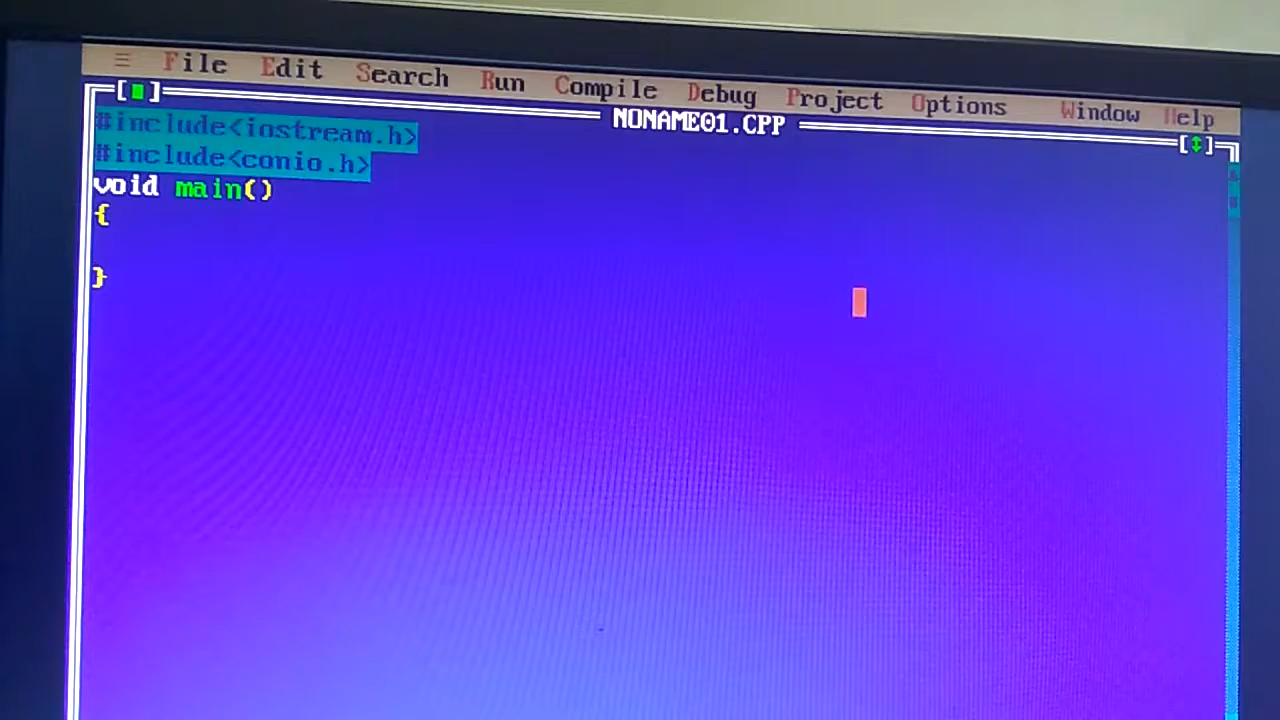 ≡ File Edit Search Run Compile Debug Project Options Window Help
[■] NONAME01.CPP [↕]
#include<iostream.h>
#include<conio.h>
void main()
{
}